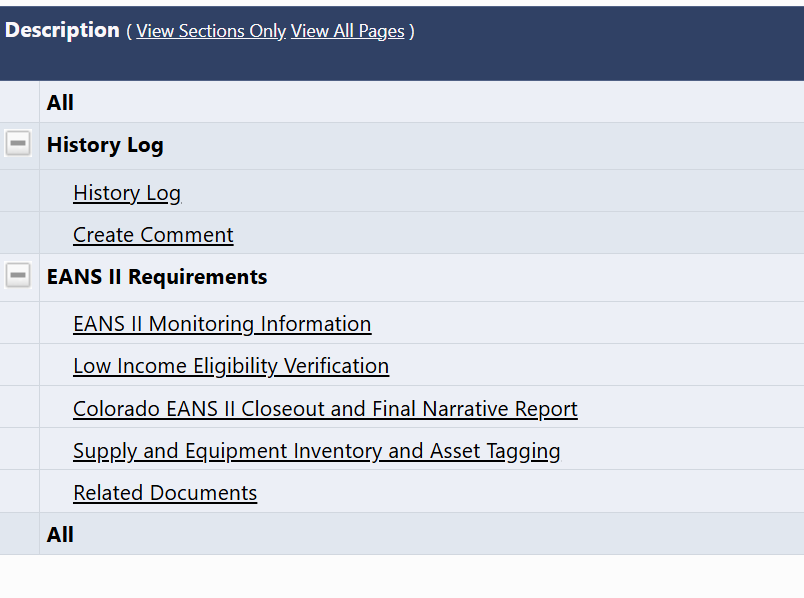 Description ( View Sections Only View All Pages )
All
History Log
History Log
Create Comment
EANS II Requirements
EANS II Monitoring Information
Low Income Eligibility Verification
Colorado EANS II Closeout and Final Narrative Report
Supply and Equipment Inventory and Asset Tagging
Related Documents
All